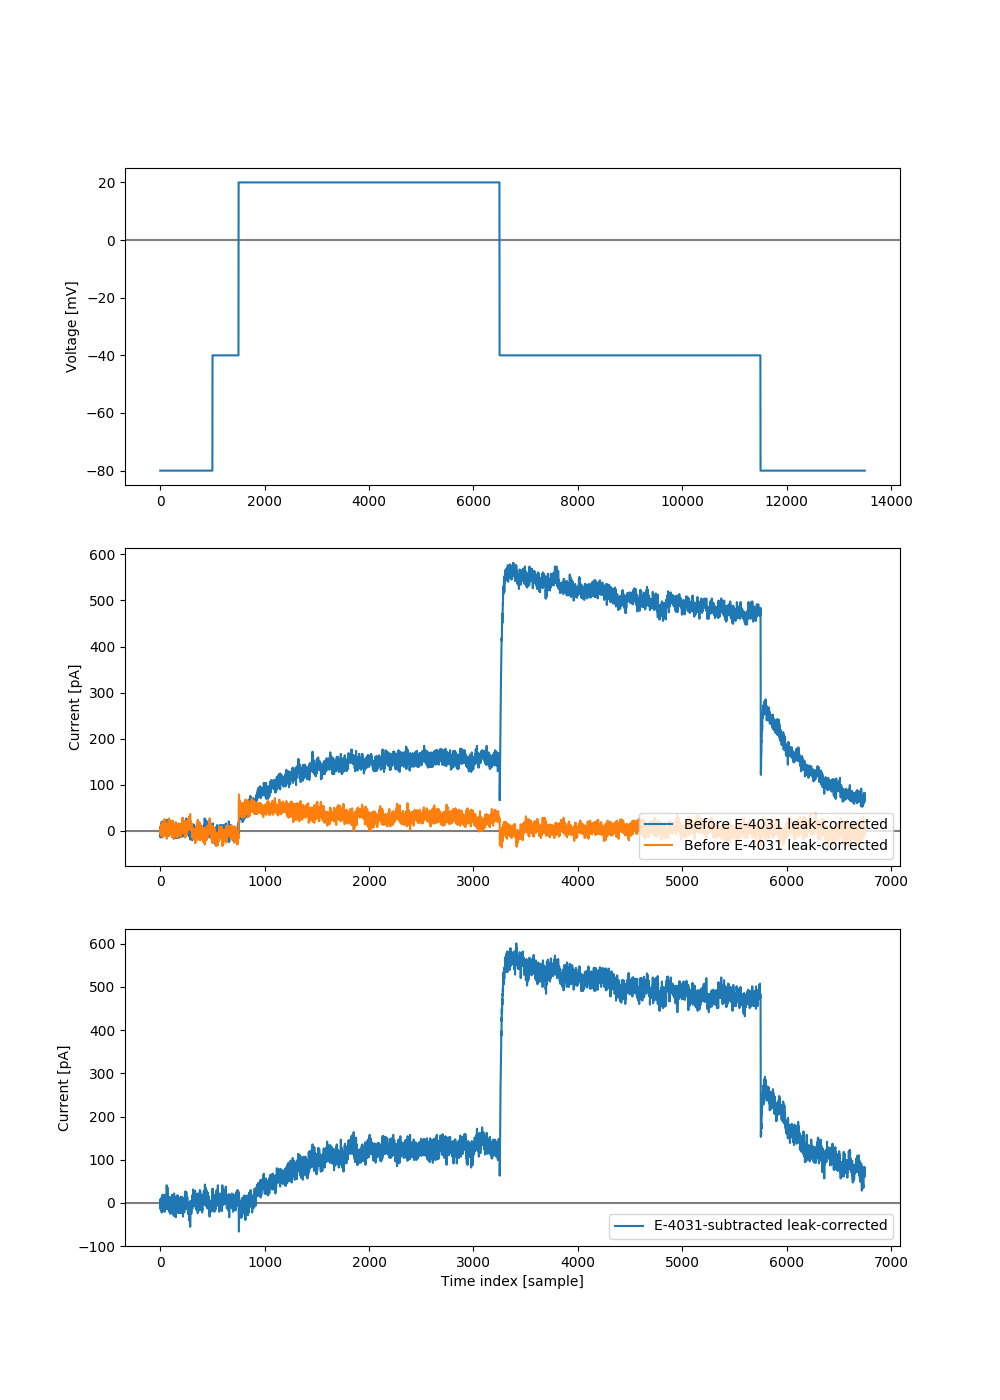 Voltage [mV]
20
0
−20
−40
−60
−80
0 2000 4000 6000 8000 10000 12000 14000
Current [pA]
600
500
400
300
200
100
0
Before E-4031 leak-corrected
Before E-4031 leak-corrected
0 1000 2000 3000 4000 5000 6000 7000
Current [pA]
600
500
400
300
200
100
0
−100
E-4031-subtracted leak-corrected
0 1000 2000 3000 4000 5000 6000 7000
Time index [sample]